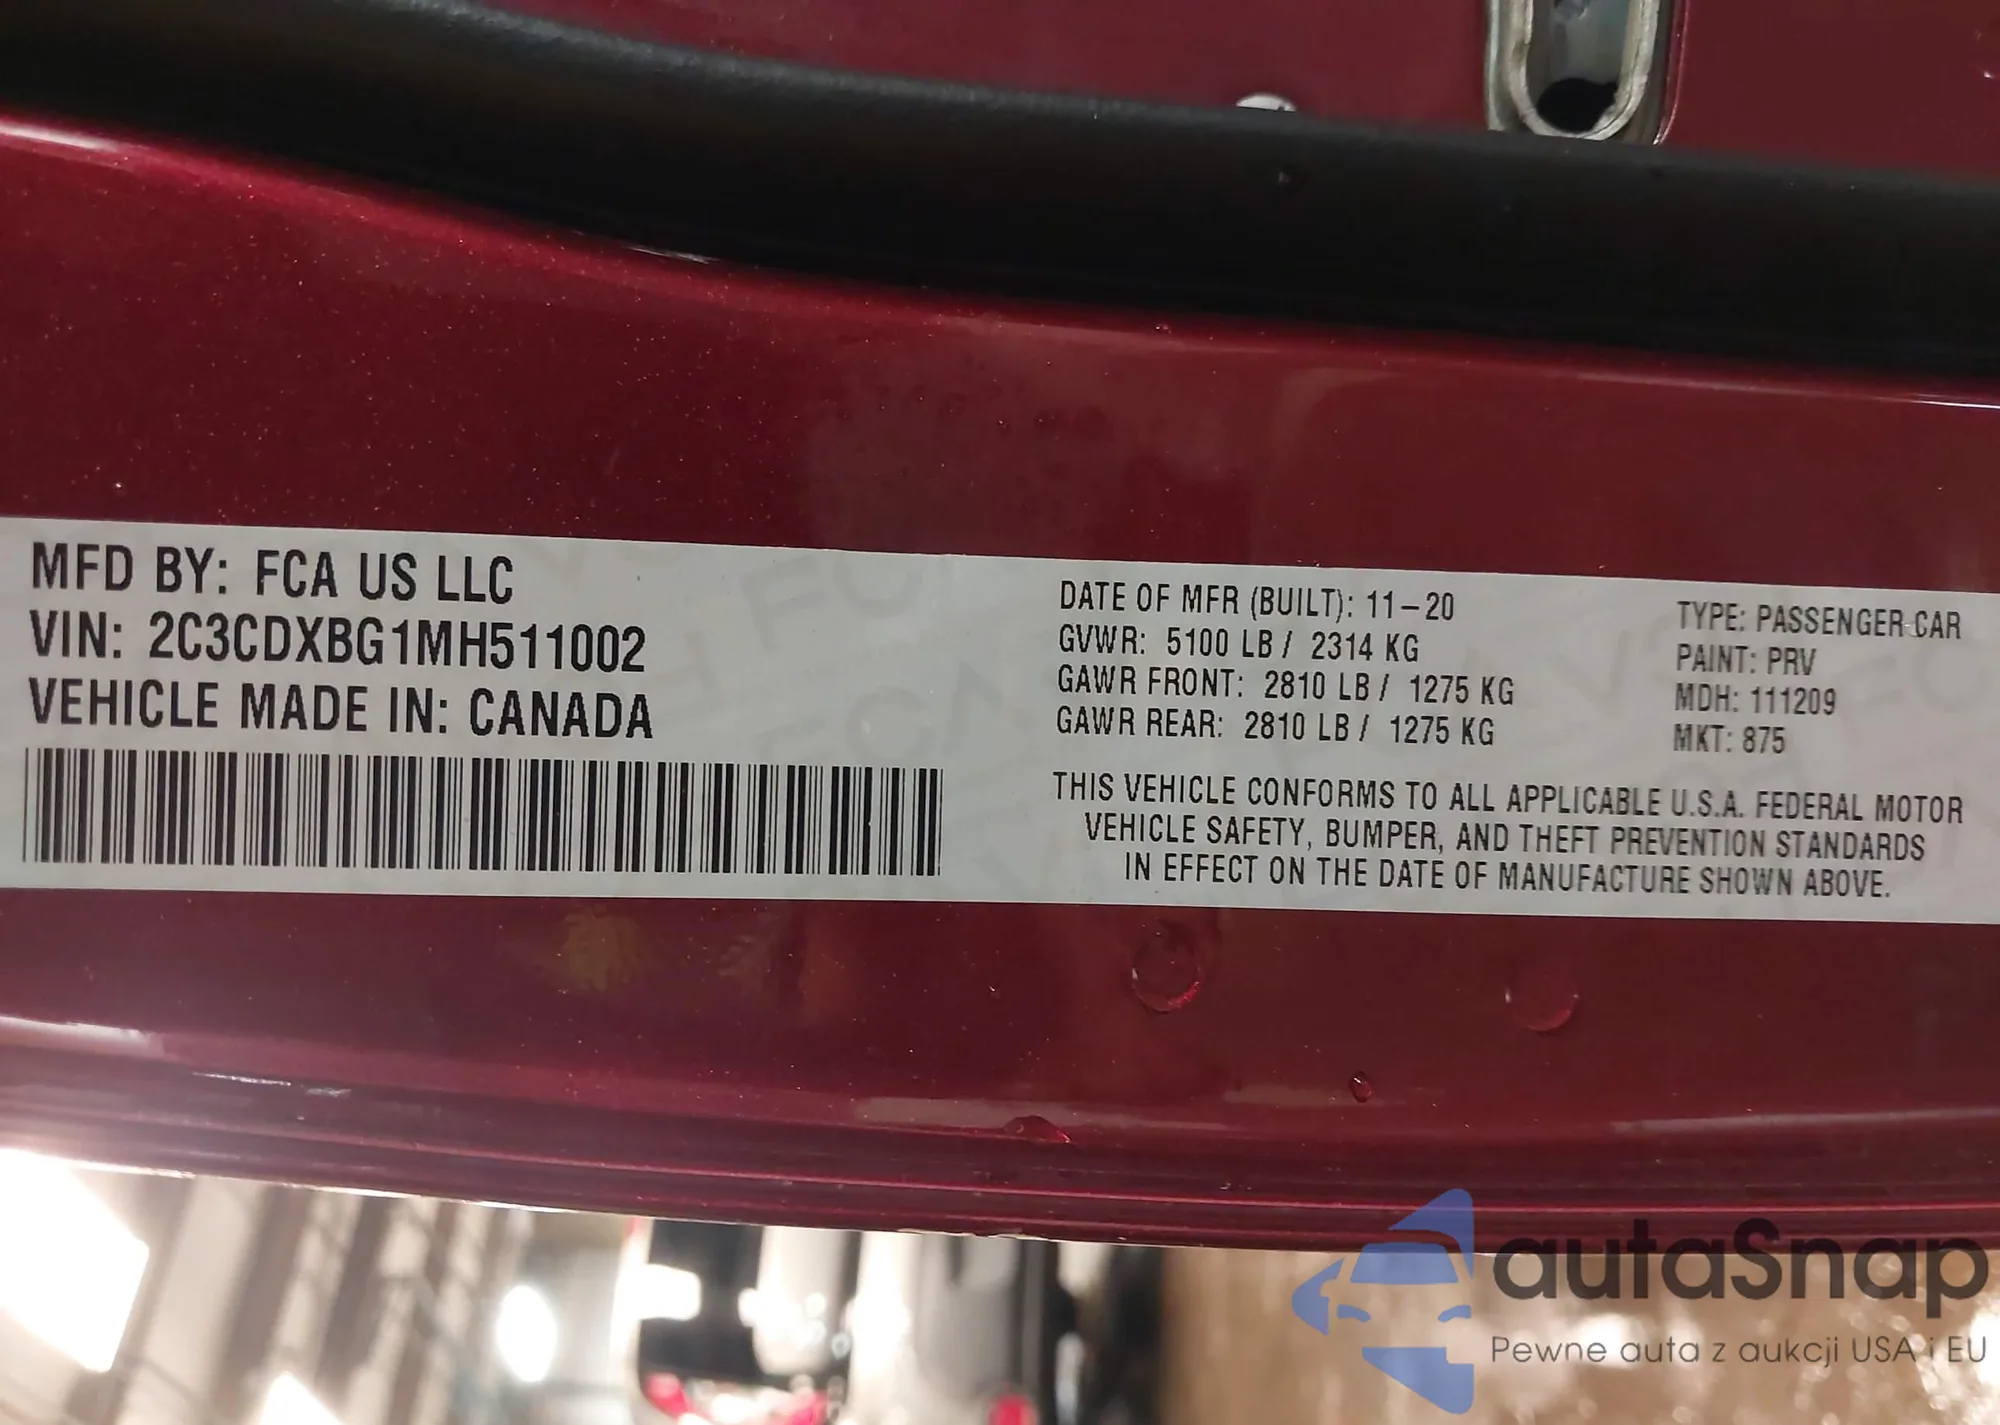 MFD BY: FCA US LLC
VIN: 2C3CDXBG1MH511002
VEHICLE MADE IN: CANADA
DATE OF MFR (BUILT): 11-20
GVWR: 5100 LB / 2314 KG
GAWR FRONT: 2810 LB / 1275 KG
GAWR REAR: 2810 LB / 1275 KG
TYPE: PASSENGER CAR
PAINT: PRV
MDH: 111209
MKT: 875
THIS VEHICLE CONFORMS TO ALL APPLICABLE U.S.A. FEDERAL MOTOR
VEHICLE SAFETY, BUMPER, AND THEFT PREVENTION STANDARDS
IN EFFECT ON THE DATE OF MANUFACTURE SHOWN ABOVE.
autaSnap
Pewne auta z aukcji USA i EU